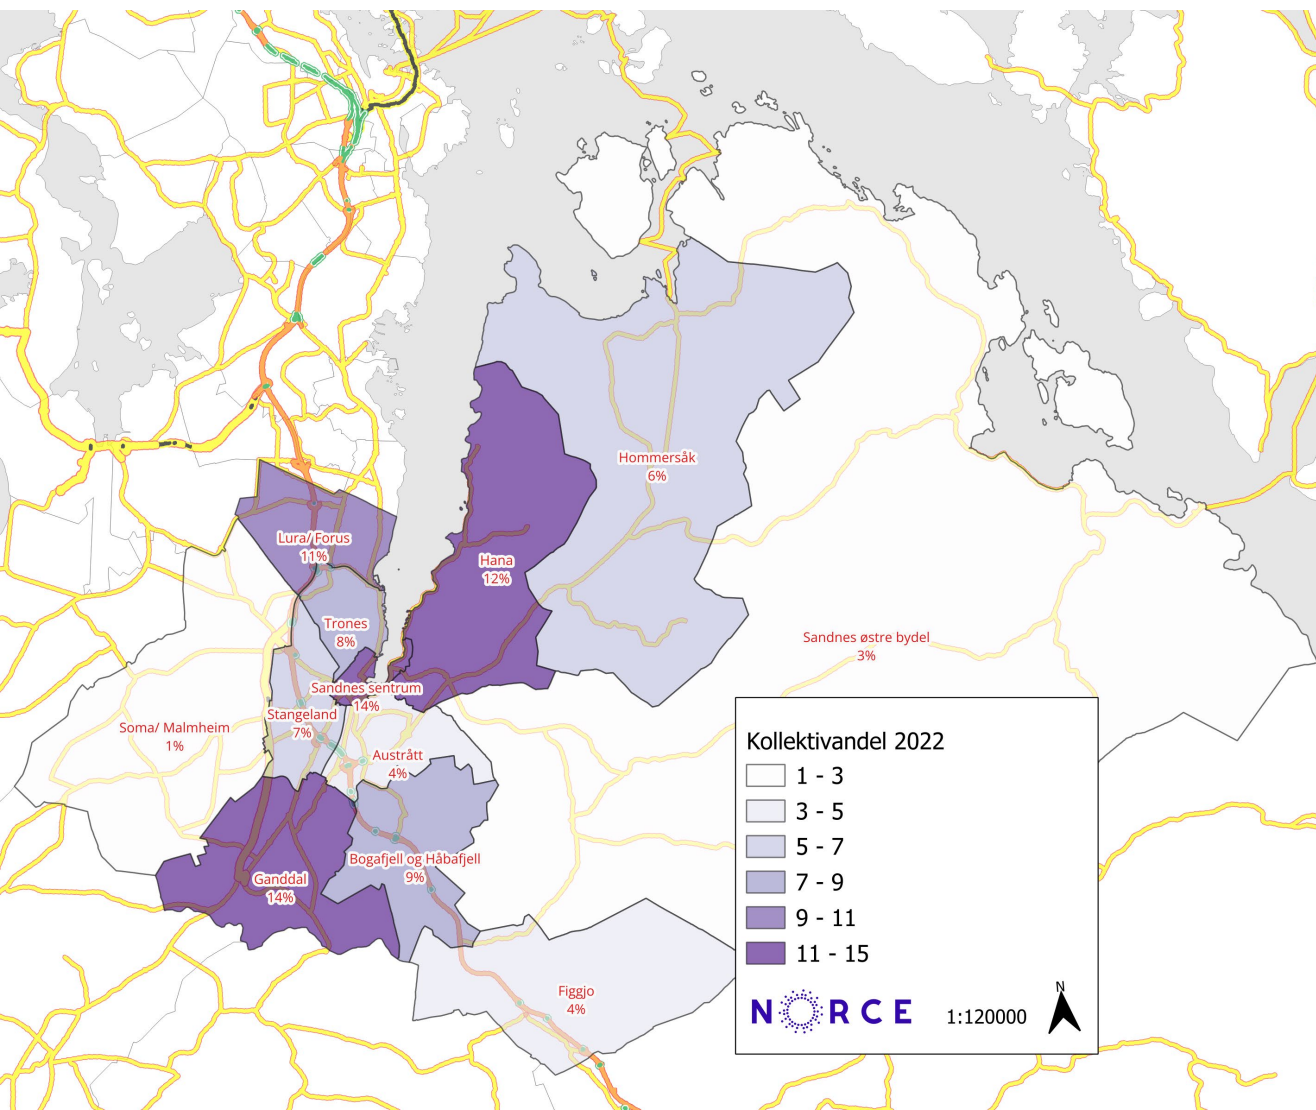 Hommersåk
6%
Lura/ Forus
11%
Hana
12%
Trones
8%
Sandnes østre bydel
3%
Sandnes sentrum
14%
Stangeland
7%
Soma/ Malmheim
1%
Austrått
4%
Bogafjell og Håbafjell
9%
Ganddal
14%
Figgjo
4%
Kollektivandel 2022
1 - 3
3 - 5
5 - 7
7 - 9
9 - 11
11 - 15
NORCE
1:120000
N